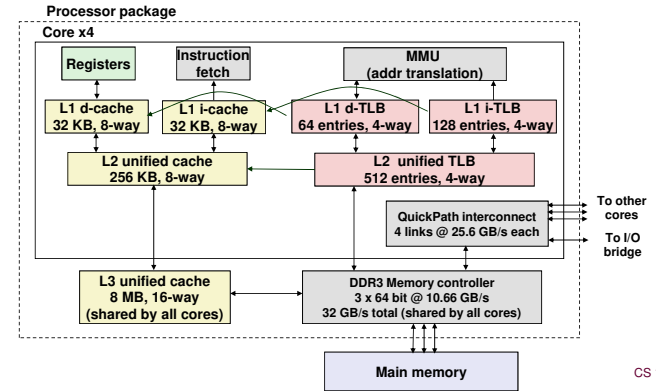 Processor package
Core x4
Registers
Instruction
fetch
MMU
(addr translation)
L1 d-cache
32 KB, 8-way
L1 i-cache
32 KB, 8-way
L1 d-TLB
64 entries, 4-way
L1 i-TLB
128 entries, 4-way
L2 unified cache
256 KB, 8-way
L2 unified TLB
512 entries, 4-way
QuickPath interconnect
4 links @ 25.6 GB/s each
To other
cores
To I/O
bridge
L3 unified cache
8 MB, 16-way
(shared by all cores)
DDR3 Memory controller
3 x 64 bit @ 10.66 GB/s
32 GB/s total (shared by all cores)
Main memory
CS